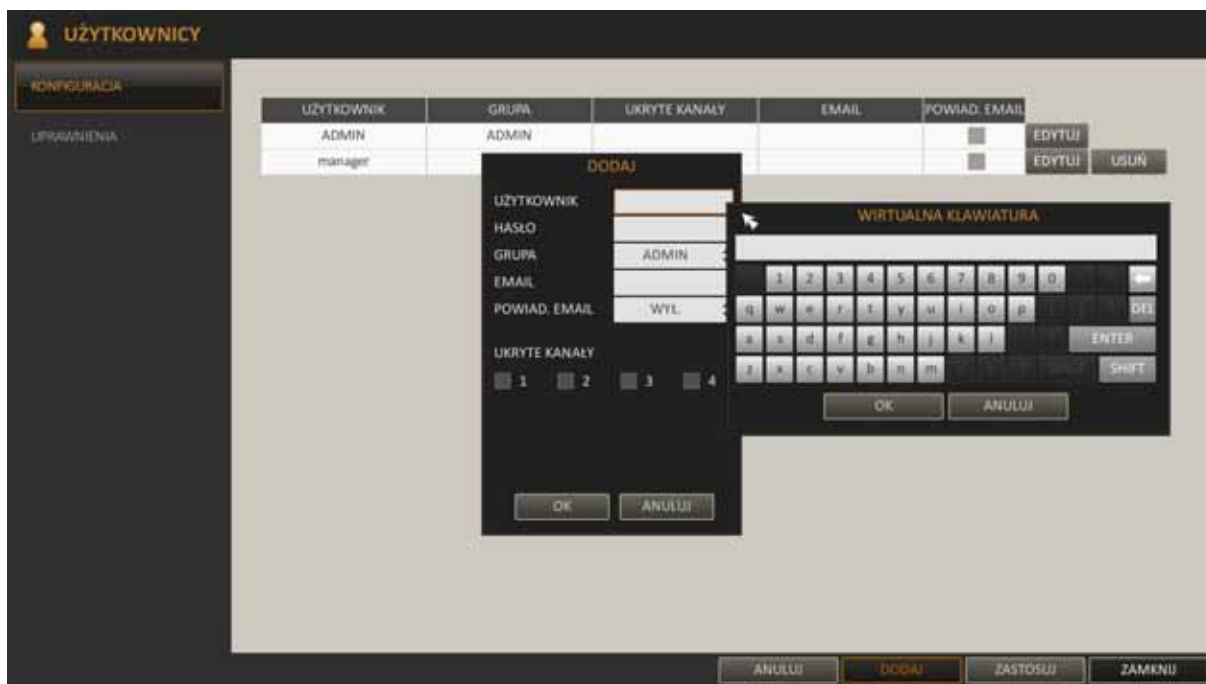 UŻYTKOWNICY
KONFIGURACJA
UPRAWNIENIA
UŻYTKOWNIK GRUPA UKRYTE KANAŁY EMAIL POWIAD. EMAIL
ADMIN ADMIN EDYTUJ
manager EDYTUJ USUŃ
DODAJ
UŻYTKOWNIK
HASŁO
GRUPA ADMIN
EMAIL
POWIAD. EMAIL WYŁ.
UKRYTE KANAŁY
1 2 3 4
OK ANULUJ
WIRTUALNA KLAWIATURA
1 2 3 4 5 6 7 8 9 0
q w e r t y u i o p DEL
a s d f g h j k l ENTER
z x c v b n m SHIFT
OK ANULUJ
ANULUJ DODAJ ZASTOSUJ ZAMKNIJ